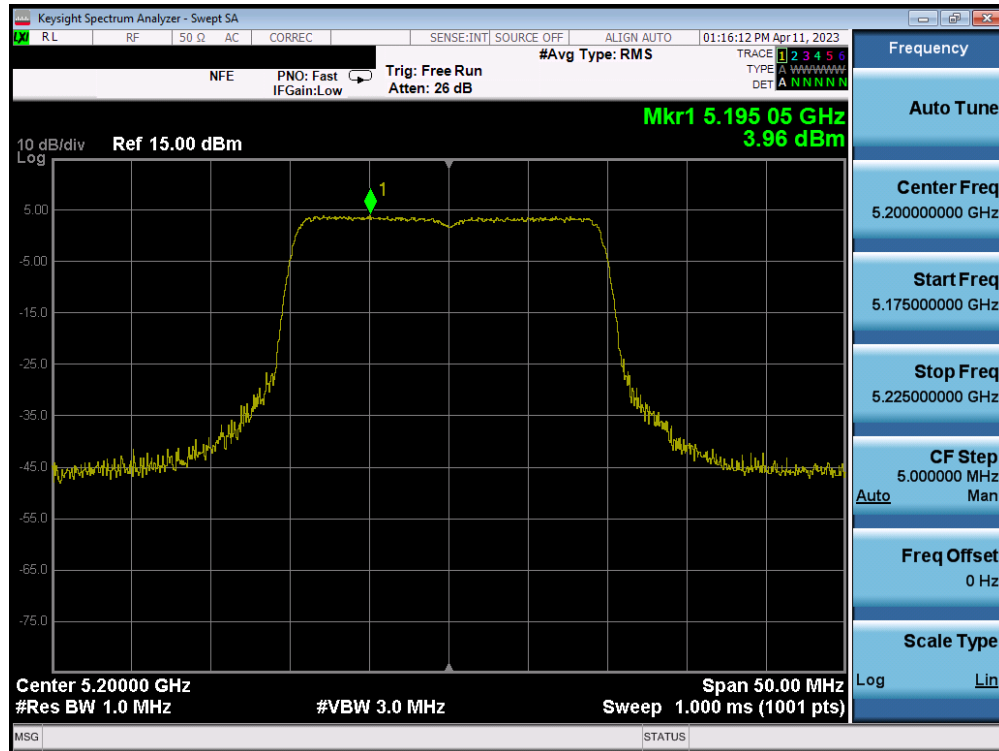 Keysight Spectrum Analyzer - Swept SA
LXI RL RF 50 Ω AC CORREC SENSE:INT SOURCE OFF ALIGN AUTO 01:16:12 PM Apr 11, 2023
#Avg Type: RMS
TRACE 1 2 3 4 5 6
TYPE A WWWWW
DET A N N N N N
NFE PNO: Fast Trig: Free Run
IFGain:Low Atten: 26 dB
Mkr1 5.195 05 GHz
3.96 dBm
10 dB/div Ref 15.00 dBm
Log
1
5.00
-5.00
-15.0
-25.0
-35.0
-45.0
-55.0
-65.0
-75.0
Center 5.20000 GHz Span 50.00 MHz
#Res BW 1.0 MHz #VBW 3.0 MHz Sweep 1.000 ms (1001 pts)
MSG STATUS
Frequency
Auto Tune
Center Freq
5.200000000 GHz
Start Freq
5.175000000 GHz
Stop Freq
5.225000000 GHz
CF Step
5.000000 MHz
Auto Man
Freq Offset
0 Hz
Scale Type
Log Lin